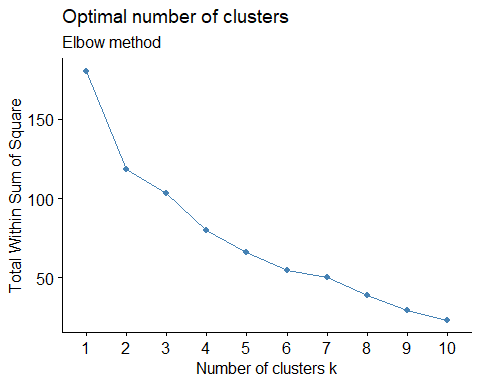 Optimal number of clusters
Elbow method
Total Within Sum of Square
150
100
50
1 2 3 4 5 6 7 8 9 10
Number of clusters k